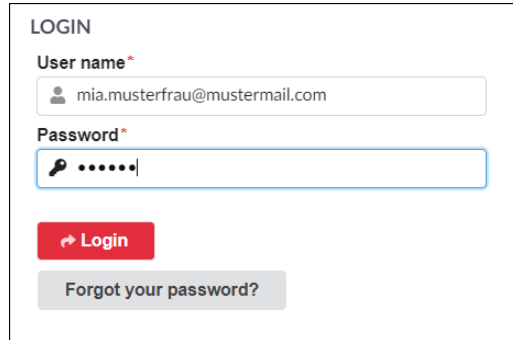 LOGIN
User name*
mia.musterfrau@mustermail.com
Password*
••••••
Login
Forgot your password?